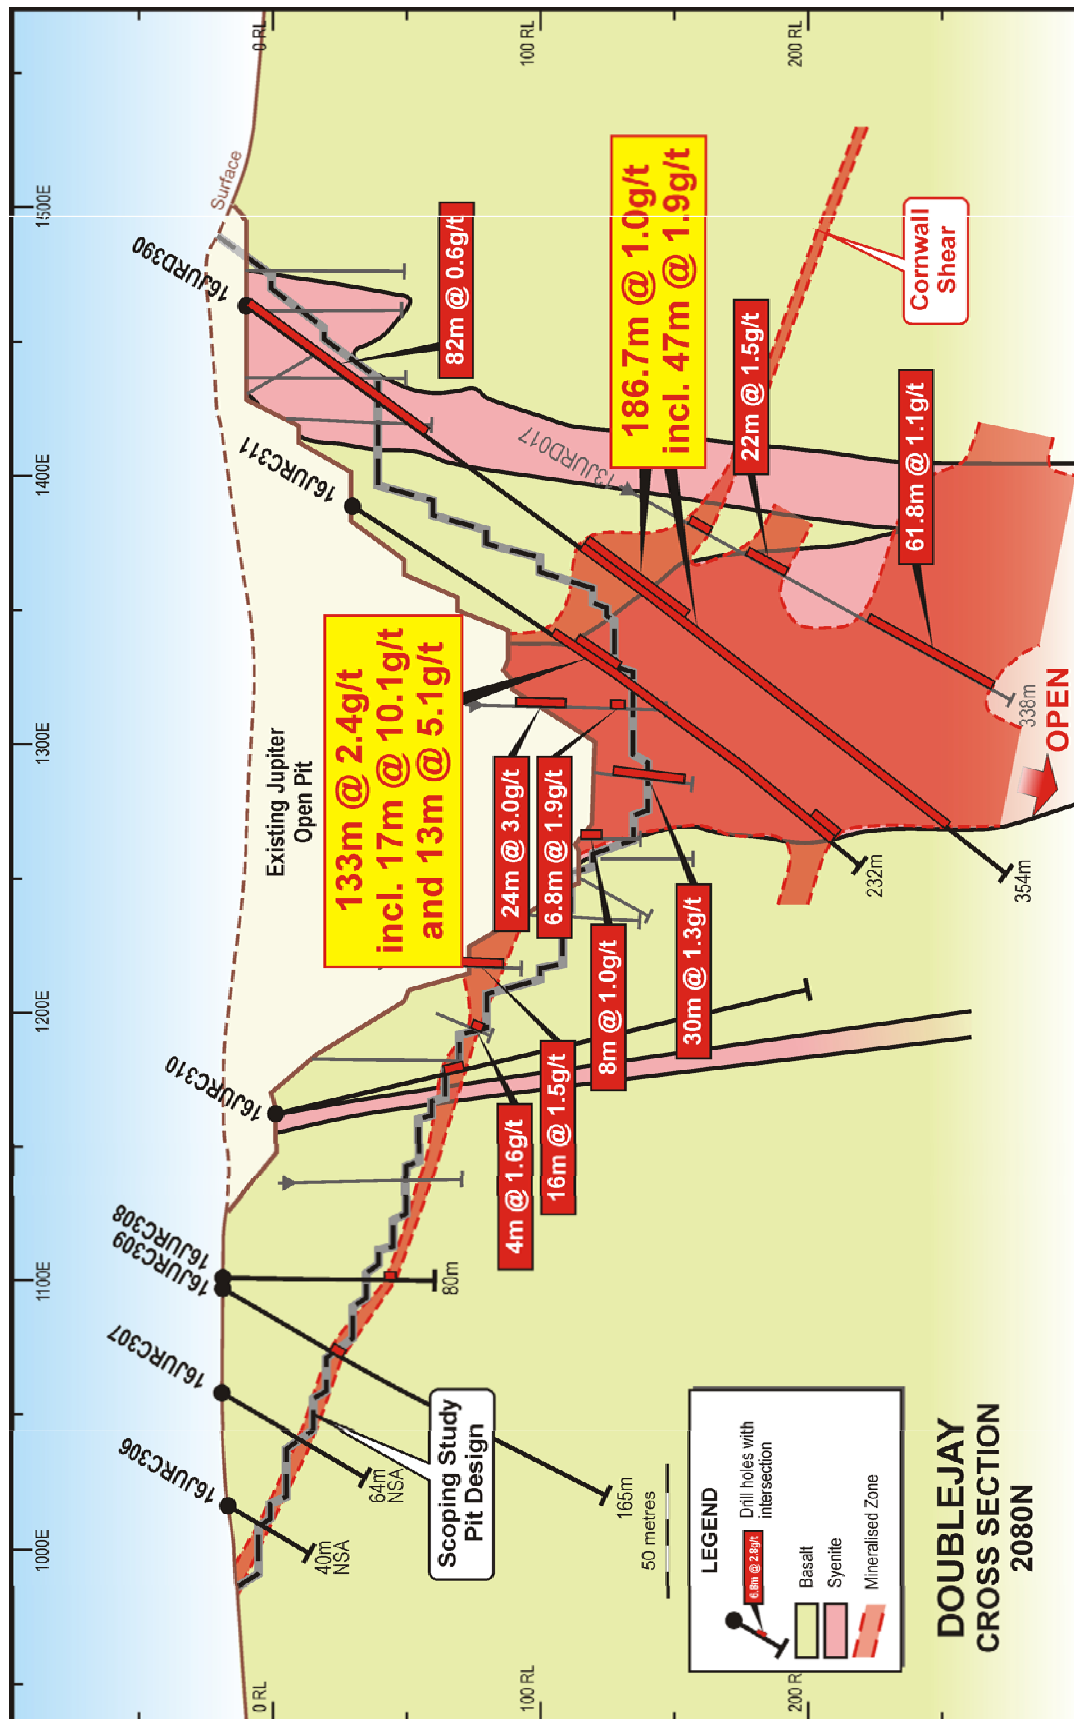 0 RL
100 RL
200 RL
1000E
1100E
1200E
1300E
1400E
1500E
0 RL
100 RL
200 R
Surface
16JURC306
16JURC307
16JURC309
16JURC308
16JURC310
16JURC311
16JURD390
13JURD017
Existing Jupiter
Open Pit
133m @ 2.4g/t
incl. 17m @ 10.1g/t
and 13m @ 5.1g/t
186.7m @ 1.0g/t
incl. 47m @ 1.9g/t
82m @ 0.6g/t
22m @ 1.5g/t
61.8m @ 1.1g/t
24m @ 3.0g/t
6.8m @ 1.9g/t
8m @ 1.0g/t
30m @ 1.3g/t
16m @ 1.5g/t
4m @ 1.6g/t
Cornwall
Shear
Scoping Study
Pit Design
40m
NSA
64m
NSA
80m
165m
232m
354m
338m
OPEN
50 metres
LEGEND
6.8m @ 2.8g/t
Drill holes with
intersection
Basalt
Syenite
Mineralised Zone
DOUBLEJAY
CROSS SECTION
2080N